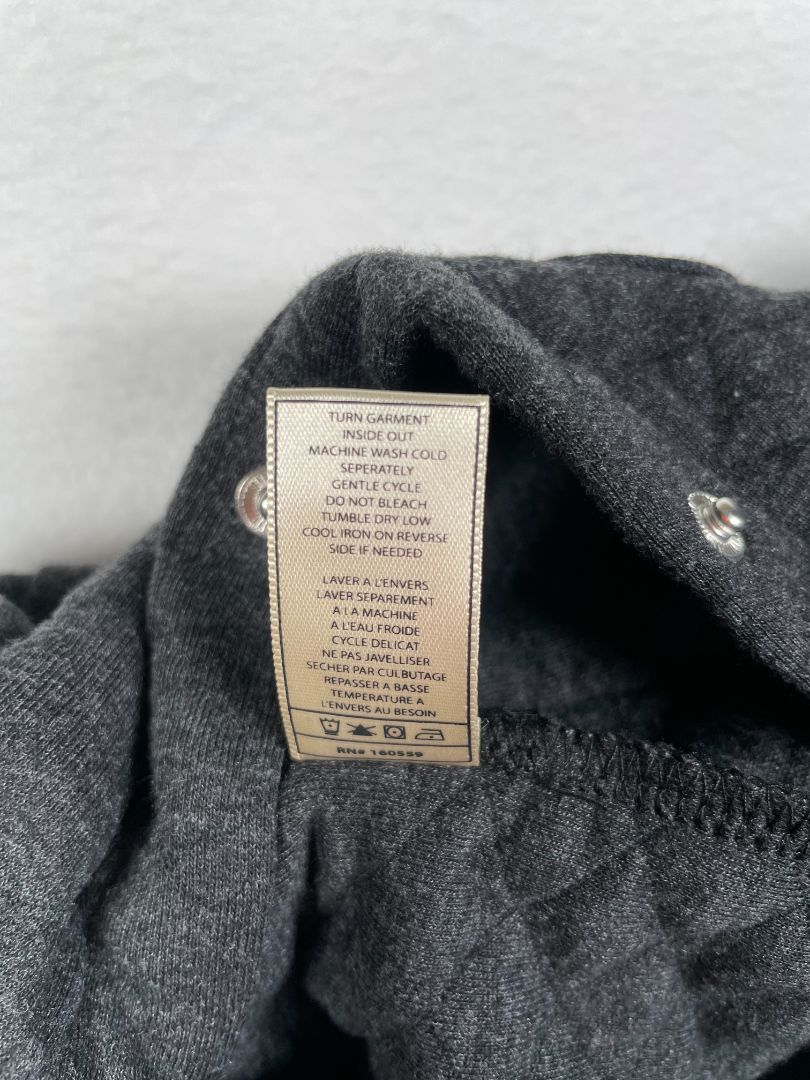 TURN GARMENT
INSIDE OUT
MACHINE WASH COLD
SEPERATELY
GENTLE CYCLE
DO NOT BLEACH
TUMBLE DRY LOW
COOL IRON ON REVERSE
SIDE IF NEEDED
LAVER A L'ENVERS
LAVER SEPAREMENT
A LA MACHINE
A L'EAU FROIDE
CYCLE DELICAT
NE PAS JAVELLISER
SECHER PAR CULBUTAGE
REPASSER A BASSE
TEMPERATURE A
L'ENVERS AU BESOIN
RN# 160559